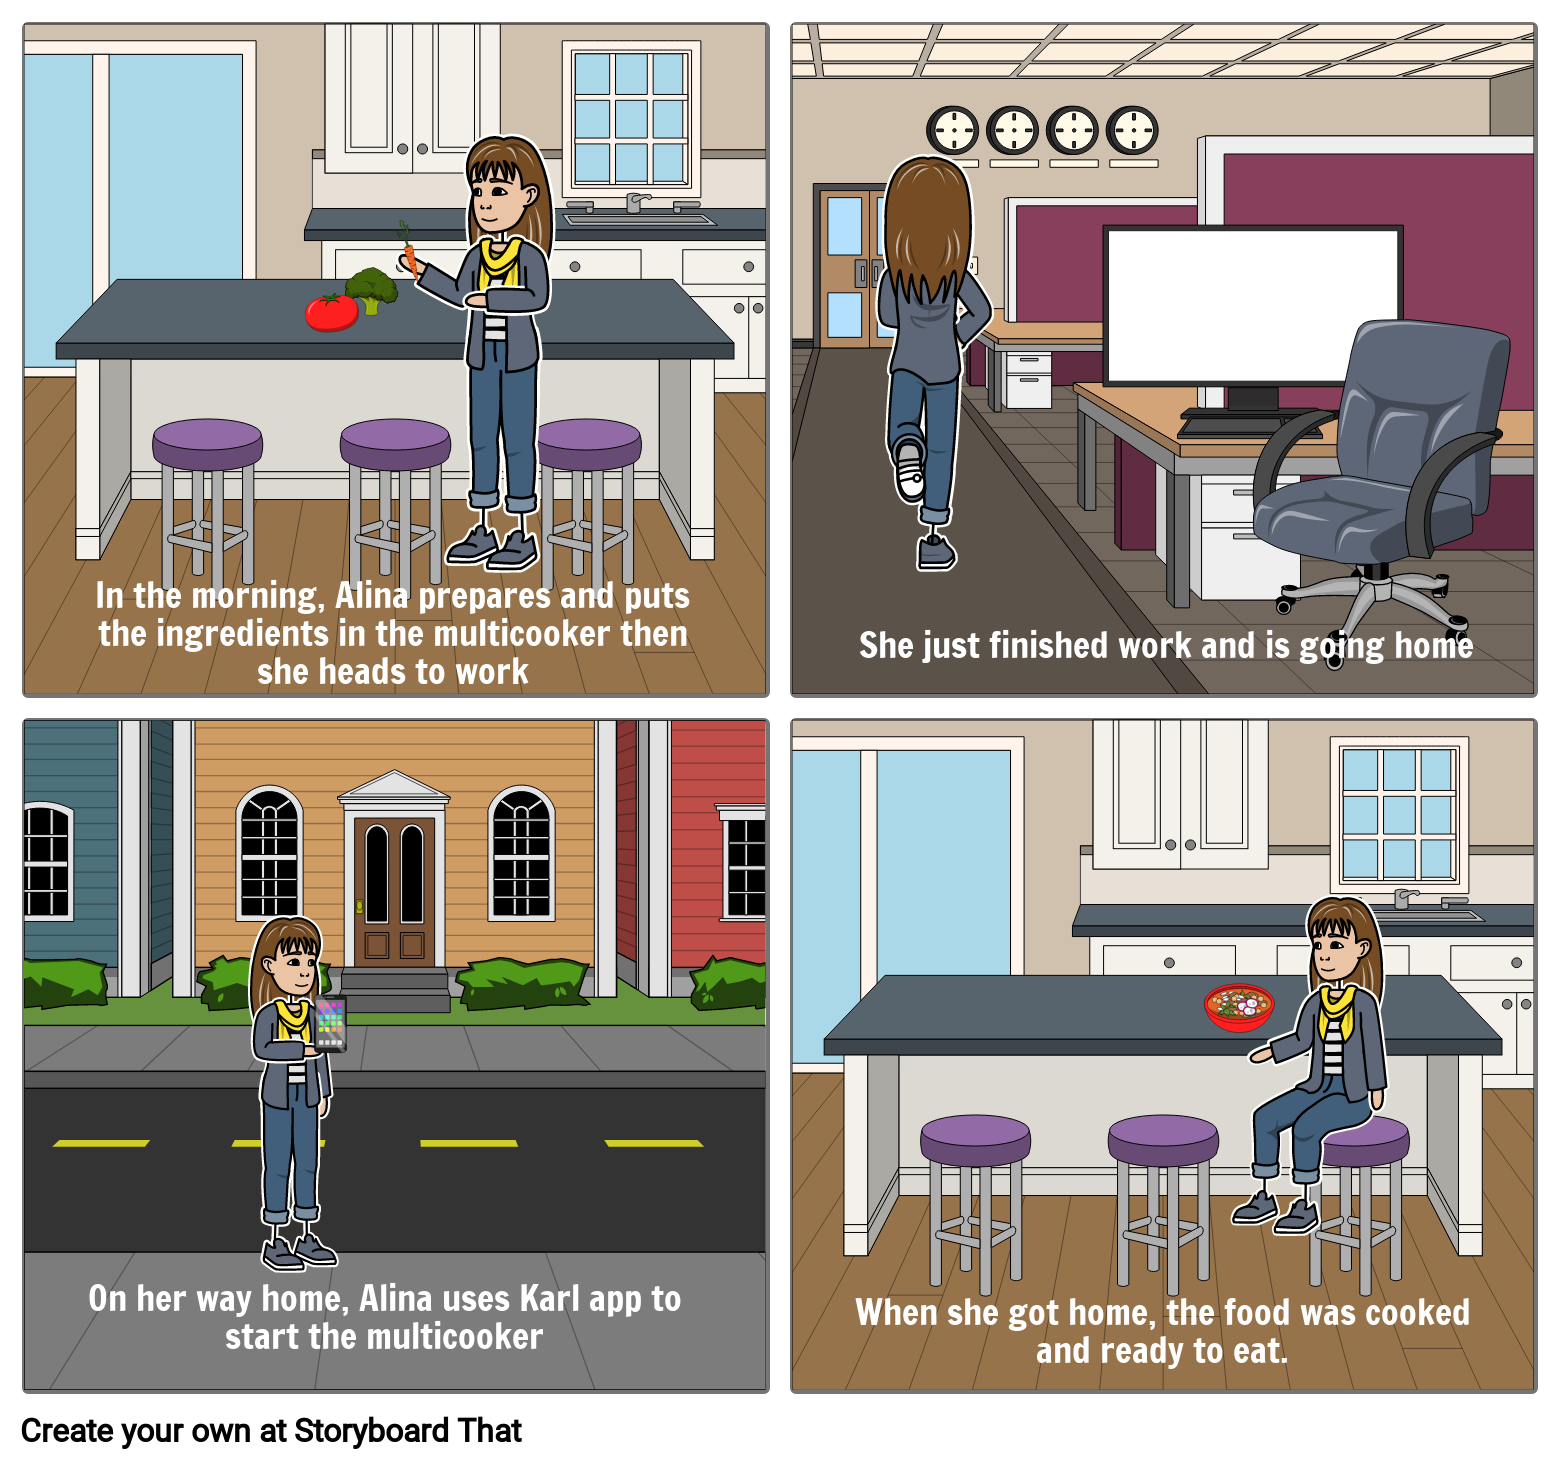 In the morning, Alina prepares and puts
the ingredients in the multicooker then
she heads to work
She just finished work and is going home
On her way home, Alina uses Karl app to
start the multicooker
When she got home, the food was cooked
and ready to eat.
Create your own at Storyboard That